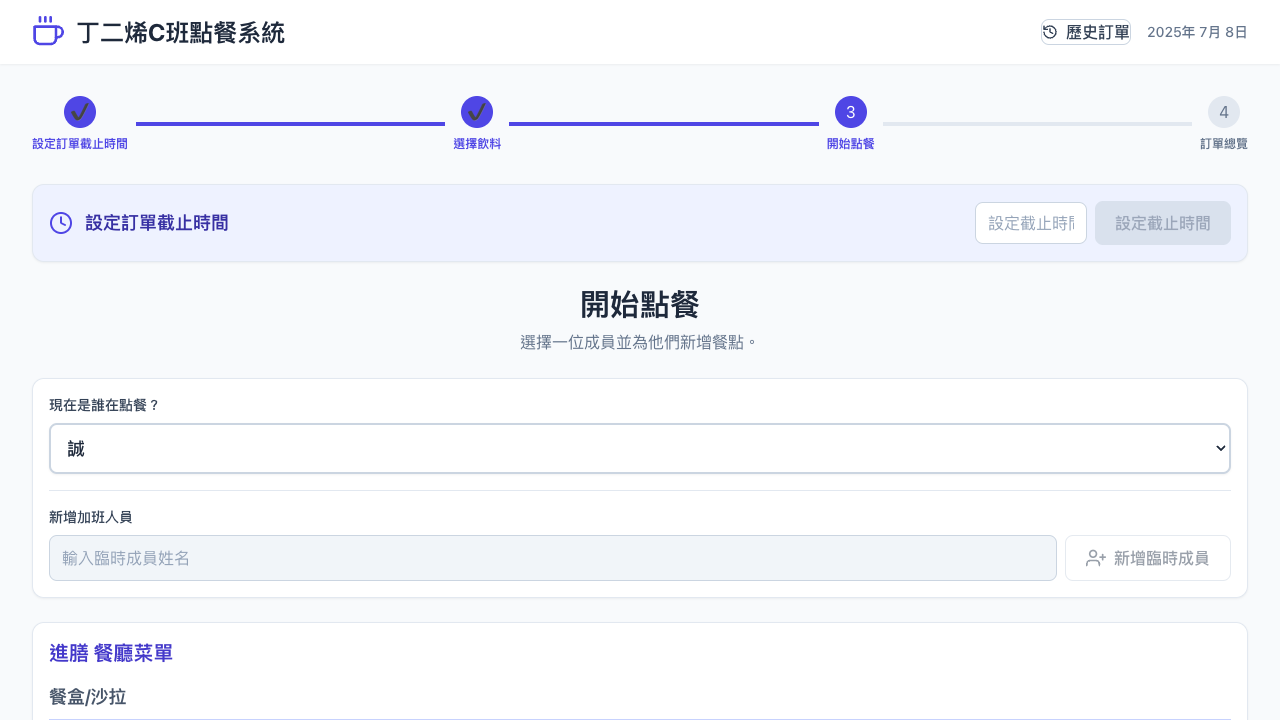 丁二烯C班點餐系統
歷史訂單
2025年 7月 8日
設定訂單截止時間
選擇飲料
3
開始點餐
4
訂單總覽
設定訂單截止時間
設定截止時間
設定截止時間
開始點餐
選擇一位成員並為他們新增餐點。
現在是誰在點餐？
誠
新增加班人員
輸入臨時成員姓名
新增臨時成員
進膳 餐廳菜單
餐盒/沙拉